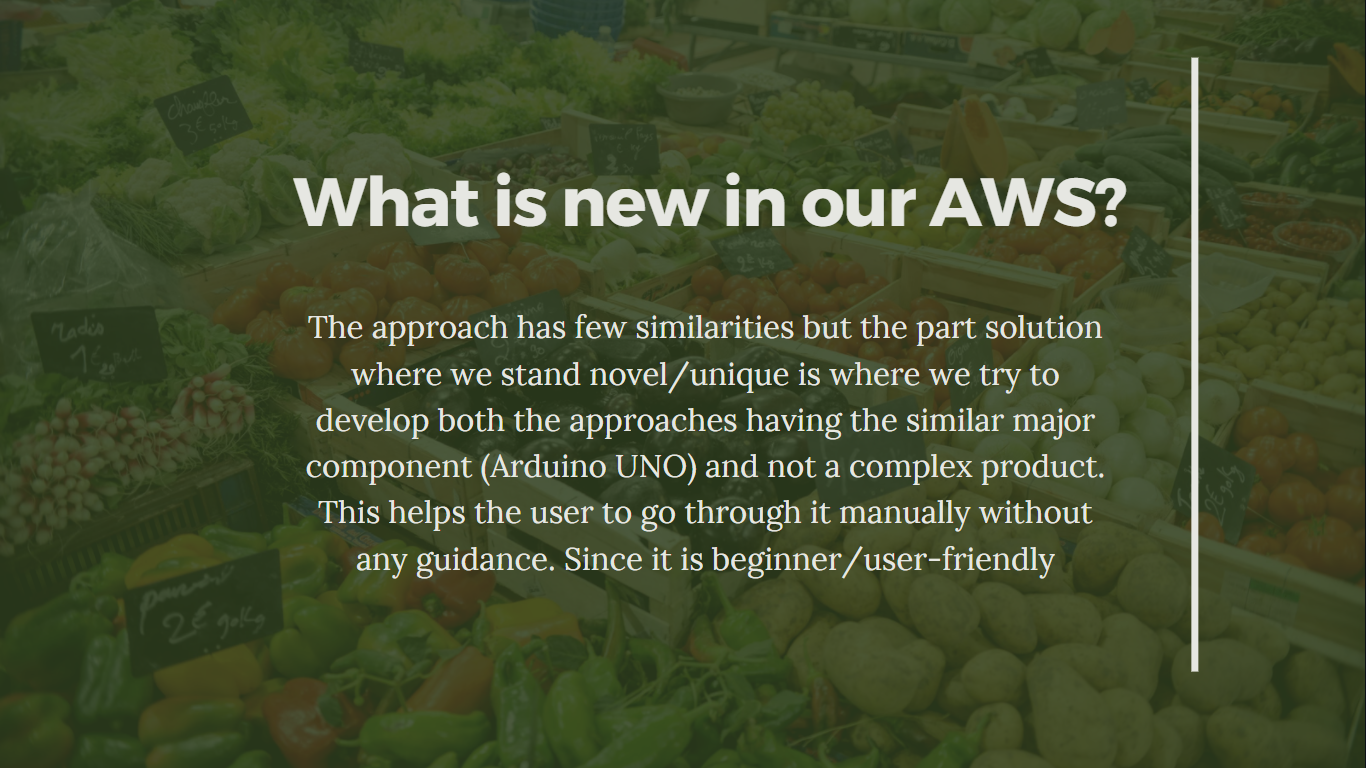 What is new in our AWS?
The approach has few similarities but the part solution
where we stand novel/unique is where we try to
develop both the approaches having the similar major
component (Arduino UNO) and not a complex product.
This helps the user to go through it manually without
any guidance. Since it is beginner/user-friendly
radis
2€